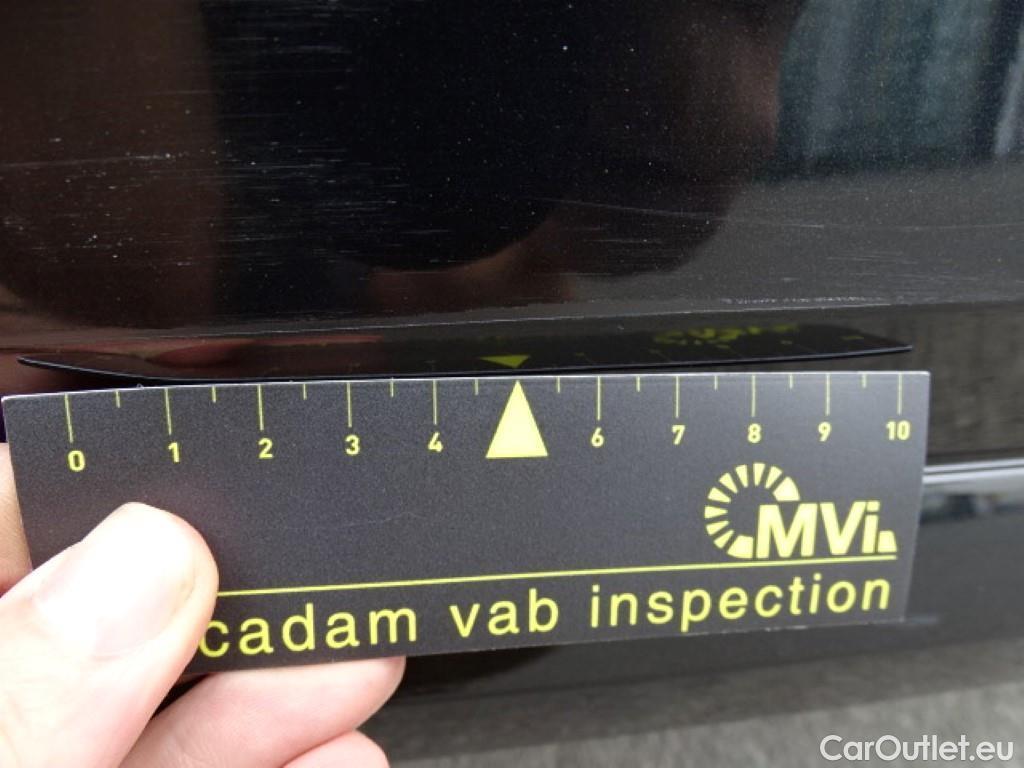 0 1 2 3 4 6 7 8 9 10
MVi
cadam vab inspection
CarOutlet.eu